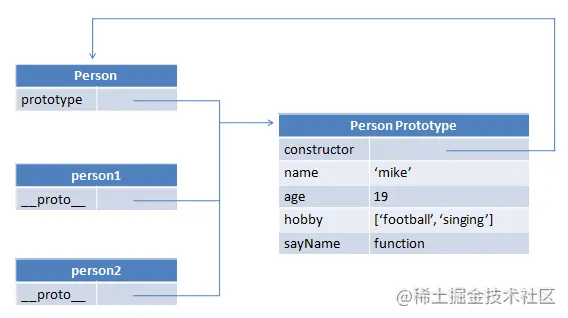 Person
prototype
person1
__proto__
person2
__proto__
Person Prototype
constructor
name ‘mike’
age 19
hobby [‘football’, ‘singing’]
sayName function
@稀土掘金技术社区